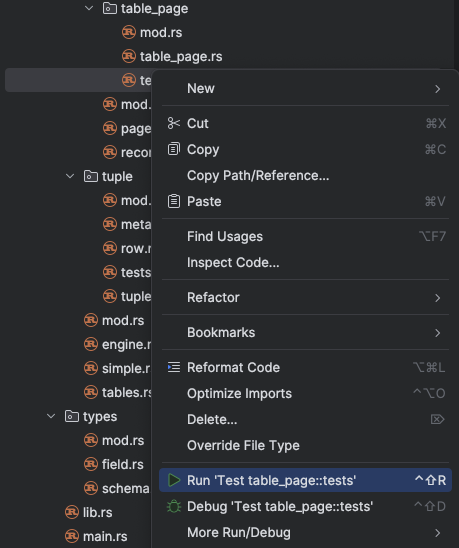 table_page
mod.rs
table_page.rs
te
New
mod.
Cut ⌘X
page
Copy ⌘C
recor
Copy Path/Reference...
tuple
Paste ⌘V
mod.
meta
Find Usages ⌥F7
row.r
Inspect Code...
tests
tuple
Refactor
mod.rs
Bookmarks
engine.r
simple.r
Reformat Code ⌥⌘L
tables.rs
Optimize Imports ⌃⌥O
types
Delete... ⌦
mod.rs
Override File Type
field.rs
schema
Run 'Test table_page::tests' ⌃⇧R
lib.rs
Debug 'Test table_page::tests' ⌃⇧D
main.rs
More Run/Debug